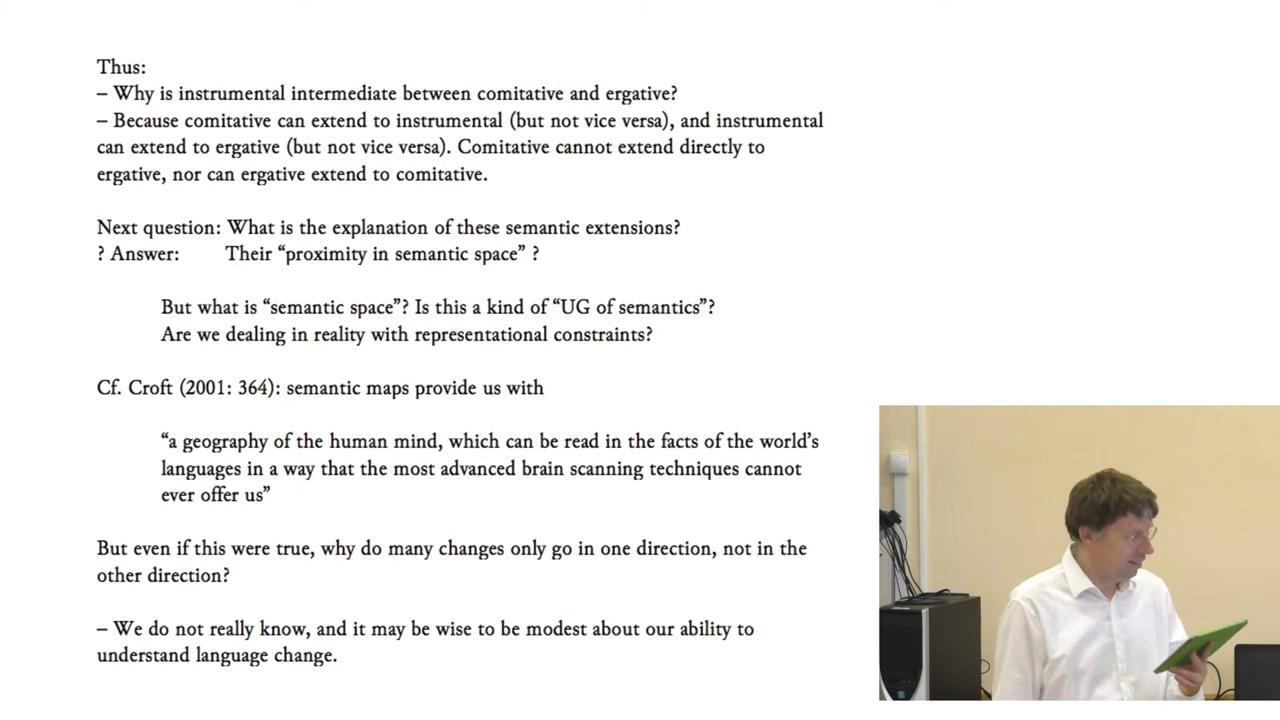 Thus:
– Why is instrumental intermediate between comitative and ergative?
– Because comitative can extend to instrumental (but not vice versa), and instrumental
can extend to ergative (but not vice versa). Comitative cannot extend directly to
ergative, nor can ergative extend to comitative.
Next question: What is the explanation of these semantic extensions?
? Answer: Their “proximity in semantic space” ?
But what is “semantic space”? Is this a kind of “UG of semantics”?
Are we dealing in reality with representational constraints?
Cf. Croft (2001: 364): semantic maps provide us with
“a geography of the human mind, which can be read in the facts of the world’s
languages in a way that the most advanced brain scanning techniques cannot
ever offer us”
But even if this were true, why do many changes only go in one direction, not in the
other direction?
– We do not really know, and it may be wise to be modest about our ability to
understand language change.